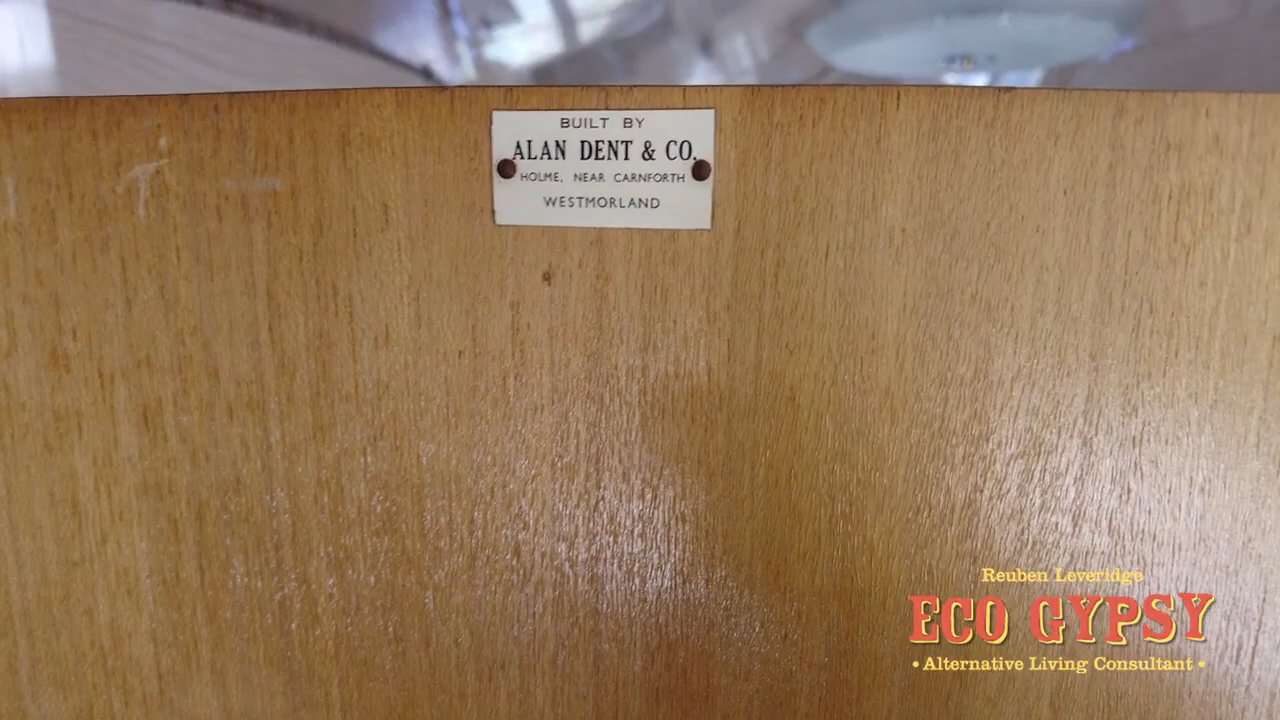 BUILT BY
ALAN DENT & CO.
HOLME, NEAR CARNFORTH
WESTMORLAND
Reuben Leveridge
ECO GYPSY
• Alternative Living Consultant •